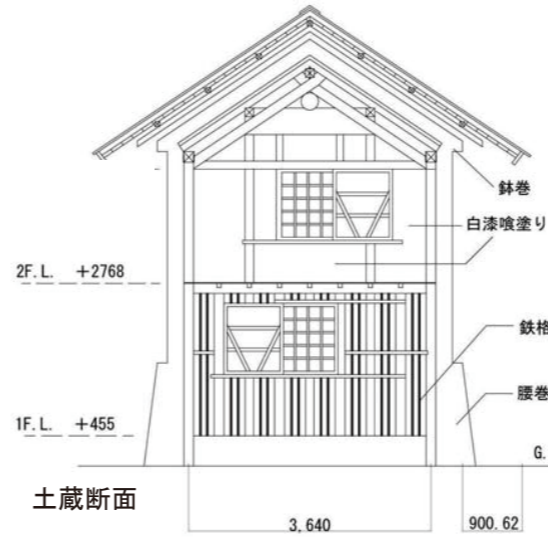 鉢巻
白漆喰塗り
2F.L. +2768
鉄格
腰巻
1F.L. +455
G.
土蔵断面
3,640
900.62